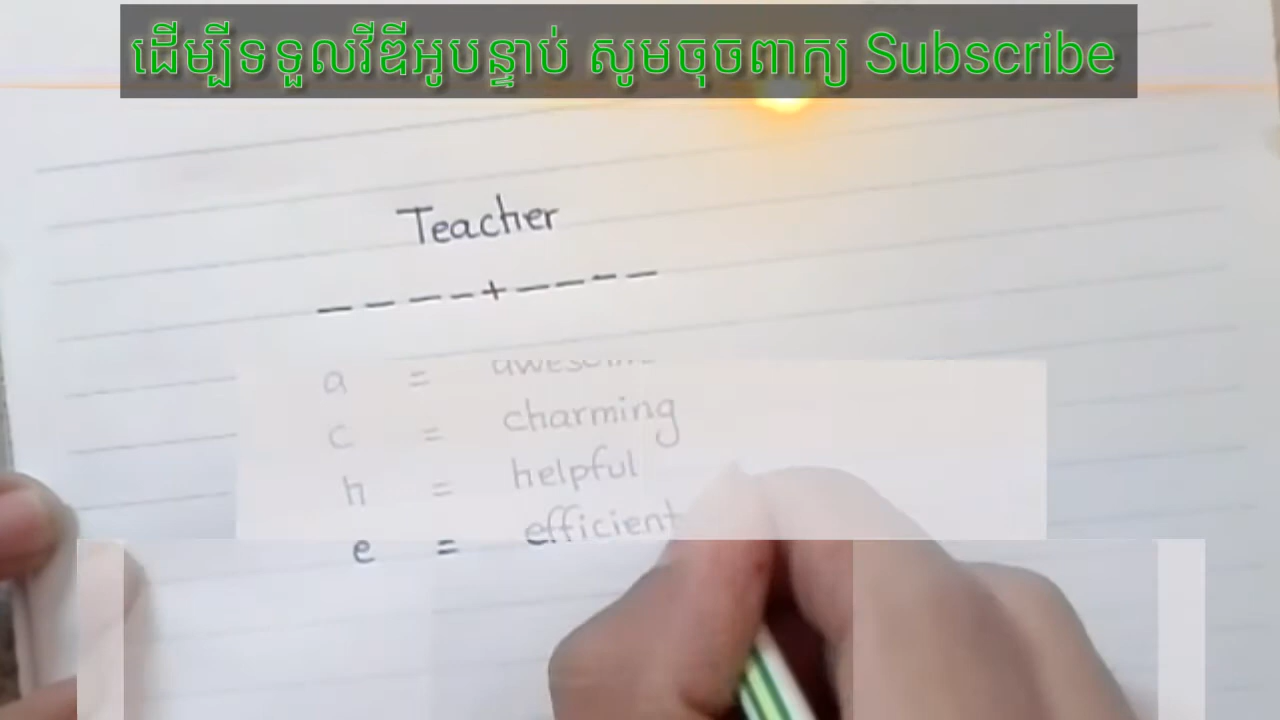 ដើម្បីទទួលវីឌីអូបន្ទាប់ សូមចុចពាក្យ Subscribe
Teacher
----+----
a = awesome
c = charming
h = helpful
e = efficient